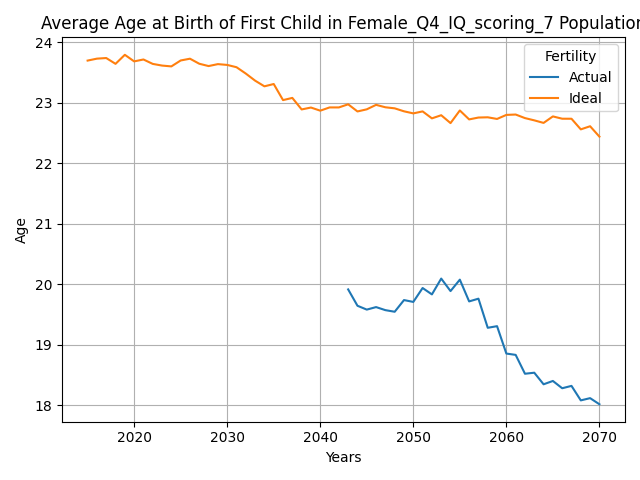 Average Age at Birth of First Child in Female_Q4_IQ_scoring_7 Population
24
23
22
21
20
19
18
Age
Fertility
Actual
Ideal
2020 2030 2040 2050 2060 2070
Years